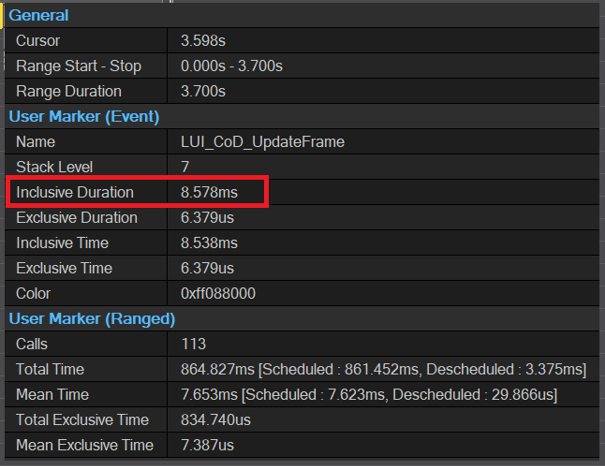 General
Cursor 3.598s
Range Start - Stop 0.000s - 3.700s
Range Duration 3.700s
User Marker (Event)
Name LUI_CoD_UpdateFrame
Stack Level 7
Inclusive Duration 8.578ms
Exclusive Duration 6.379us
Inclusive Time 8.538ms
Exclusive Time 6.379us
Color 0xff088000
User Marker (Ranged)
Calls 113
Total Time 864.827ms [Scheduled : 861.452ms, Descheduled : 3.375ms]
Mean Time 7.653ms [Scheduled : 7.623ms, Descheduled : 29.866us]
Total Exclusive Time 834.740us
Mean Exclusive Time 7.387us